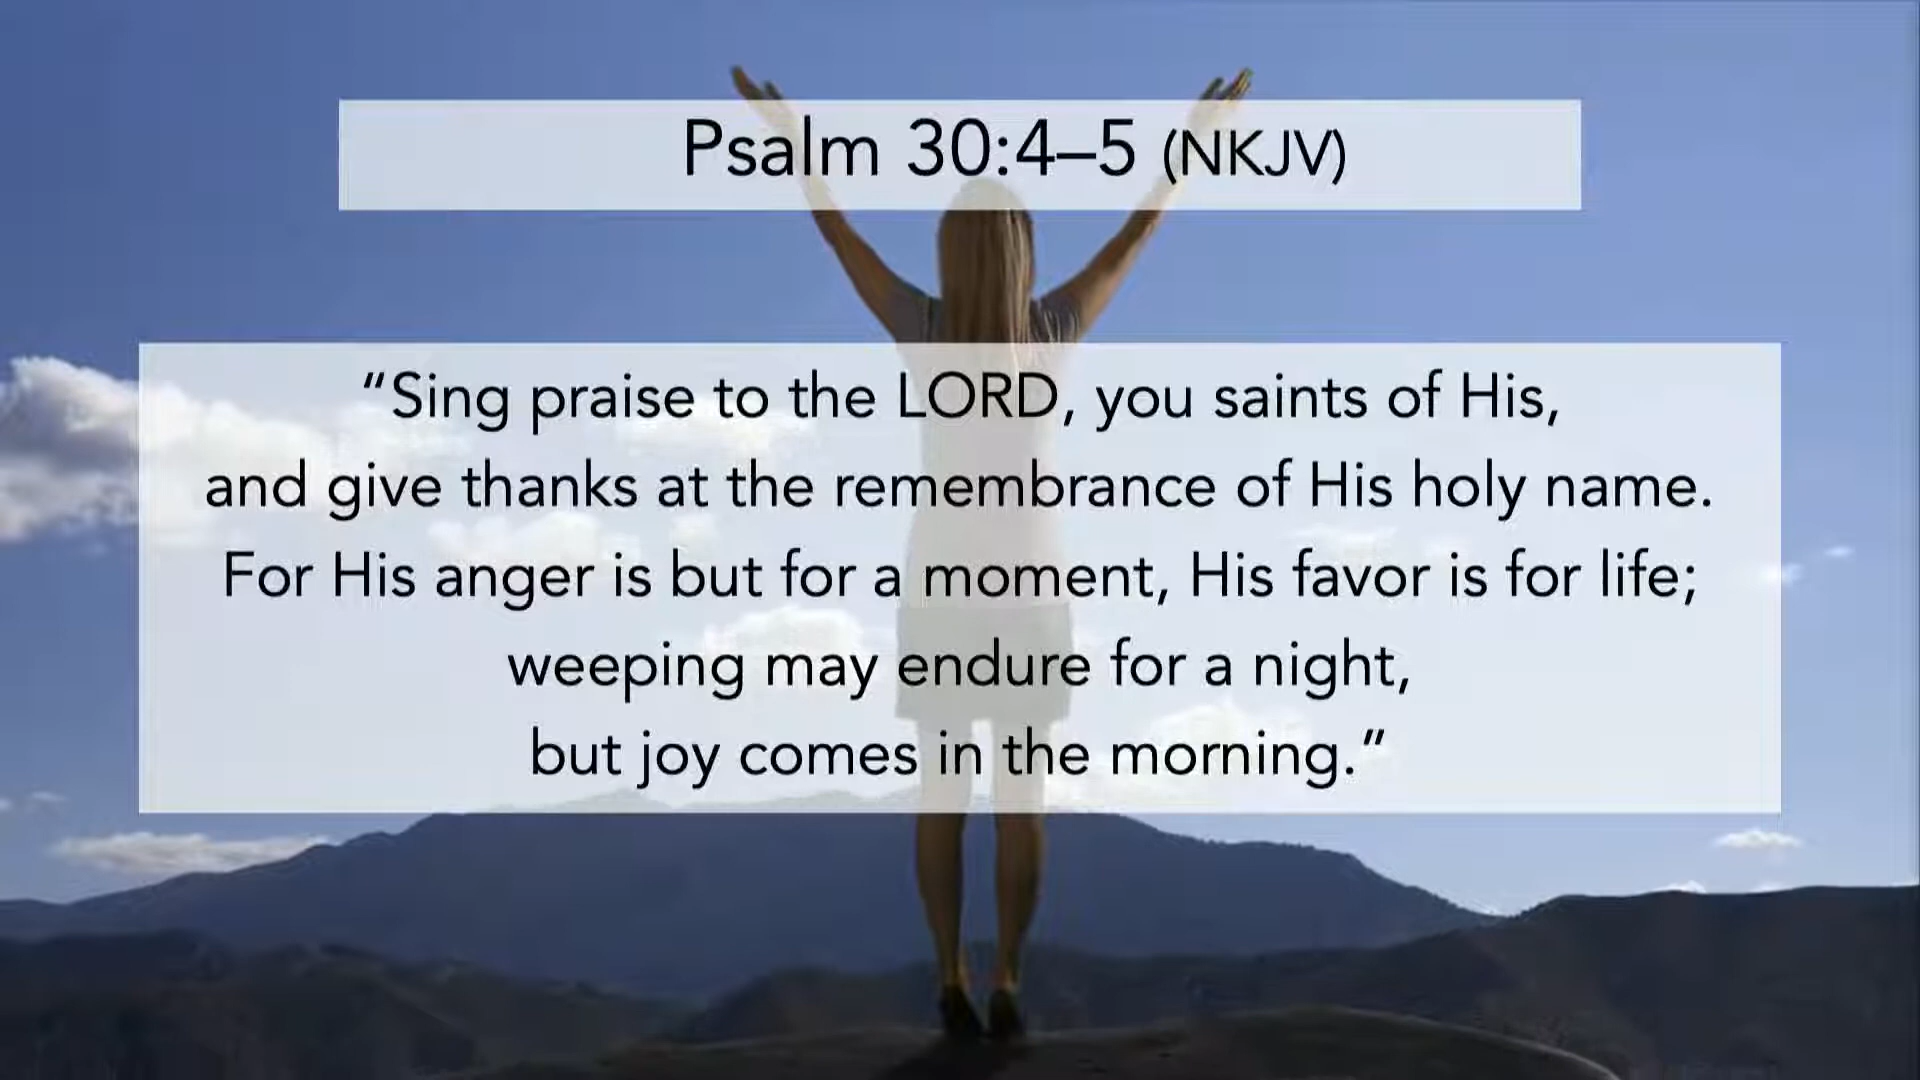 Psalm 30:4–5 (NKJV)
“Sing praise to the LORD, you saints of His,
and give thanks at the remembrance of His holy name.
For His anger is but for a moment, His favor is for life;
weeping may endure for a night,
but joy comes in the morning.”